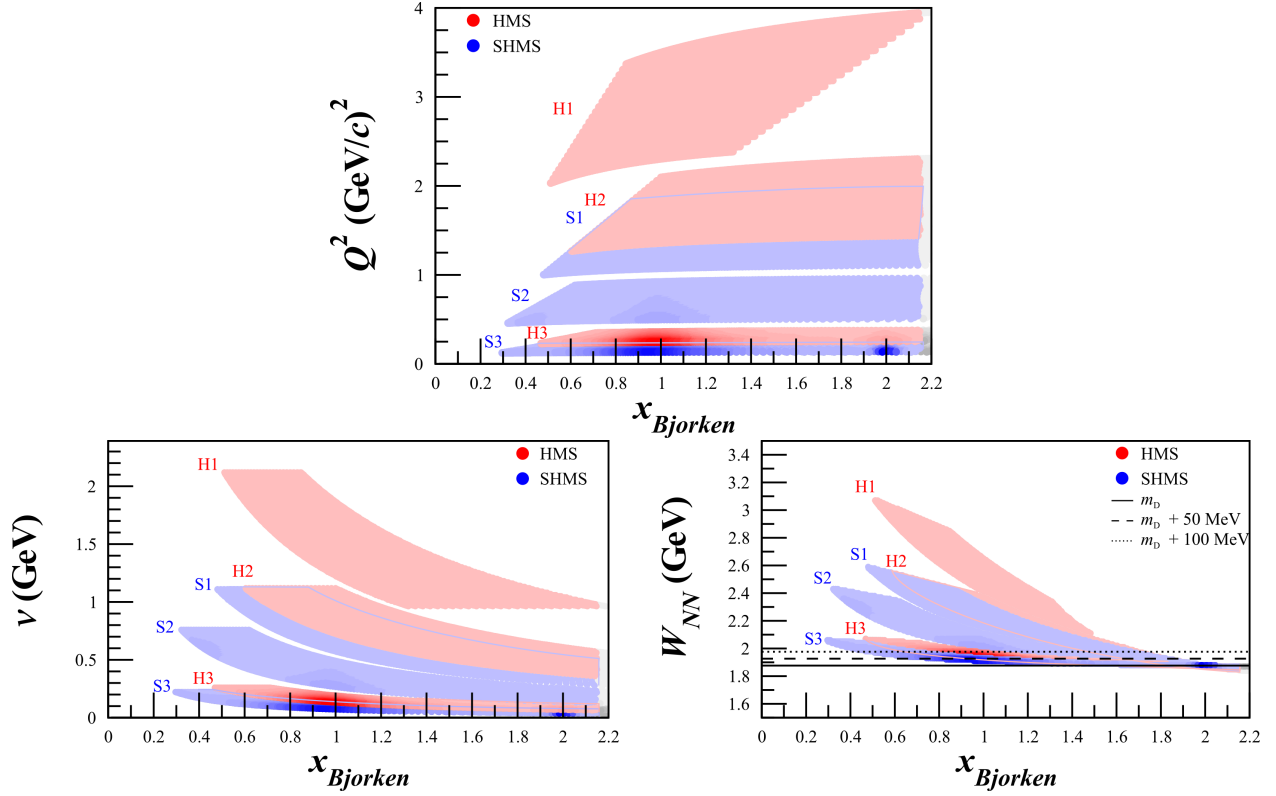 HMS
SHMS
H1
H2
S1
S2
H3
S3
Q² (GeV/c)²
4
3
2
1
0
0 0.2 0.4 0.6 0.8 1 1.2 1.4 1.6 1.8 2 2.2
x_Bjorken
HMS
SHMS
H1
S1 H2
S2
H3
S3
ν (GeV)
2
1.5
1
0.5
0
0 0.2 0.4 0.6 0.8 1 1.2 1.4 1.6 1.8 2 2.2
x_Bjorken
HMS
SHMS
m_D
m_D + 50 MeV
m_D + 100 MeV
H1
S1
H2
S2
H3
S3
W_NN (GeV)
3.4
3.2
3
2.8
2.6
2.4
2.2
2
1.8
1.6
0 0.2 0.4 0.6 0.8 1 1.2 1.4 1.6 1.8 2 2.2
x_Bjorken